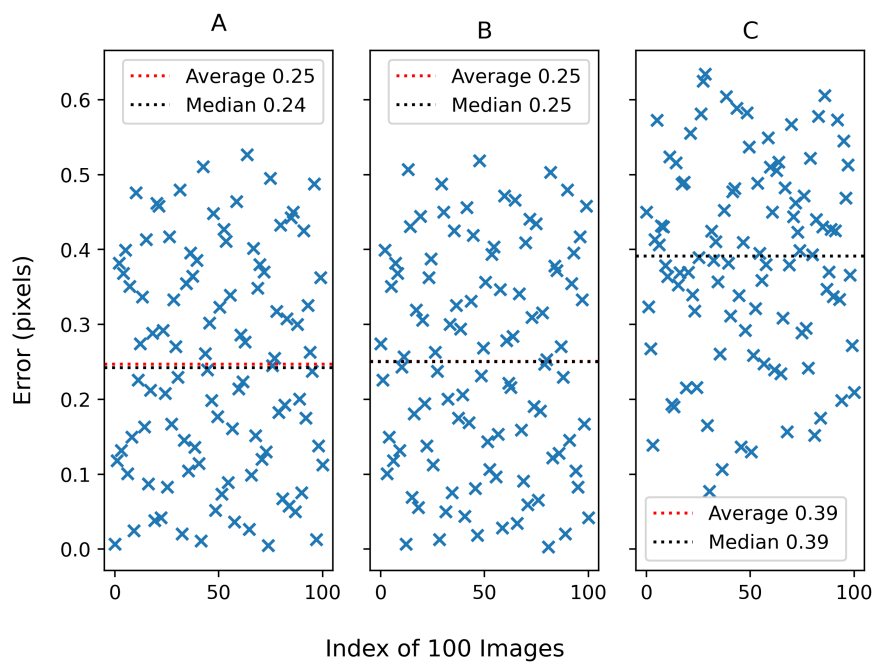 A
B
C
Error (pixels)
0.6
0.5
0.4
0.3
0.2
0.1
0.0
Average 0.25
Median 0.24
Average 0.25
Median 0.25
Average 0.39
Median 0.39
0
50
100
0
50
100
0
50
100
Index of 100 Images